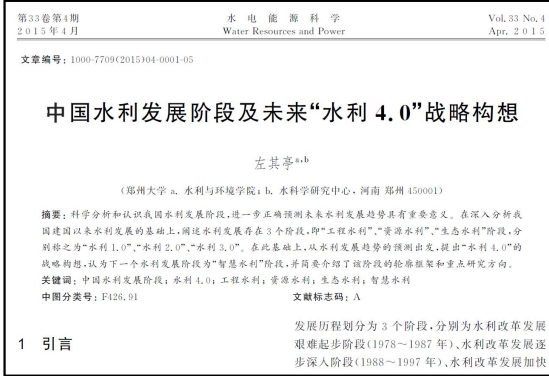 第33卷第4期
2015年4月
水电能源科学
Water Resources and Power
Vol.33 No.4
Apr. 2015
文章编号：1000-7709(2015)04-0001-05
中国水利发展阶段及未来“水利4.0”战略构想
左其亭a,b
（郑州大学 a. 水利与环境学院；b. 水科学研究中心，河南 郑州 450001）
摘要：科学分析和认识我国水利发展阶段，进一步正确预测未来水利发展趋势具有重要意义。在深入分析我
国建国以来水利发展的基础上，阐述水利发展存在3个阶段，即“工程水利”、“资源水利”、“生态水利”阶段，分
别称之为“水利1.0”、“水利2.0”、“水利3.0”。在此基础上，从水利发展趋势的预测出发，提出“水利4.0”的
战略构想，认为下一个水利发展阶段为“智慧水利”阶段，并简要介绍了该阶段的轮廓框架和重点研究方向。
关键词：中国水利发展阶段；水利4.0；工程水利；资源水利；生态水利；智慧水利
中图分类号：F426.91
文献标志码：A
1 引言
发展历程划分为3个阶段，分别为水利改革发展
艰难起步阶段(1978～1987年)、水利改革发展逐
步深入阶段(1988～1997年)、水利改革发展加快